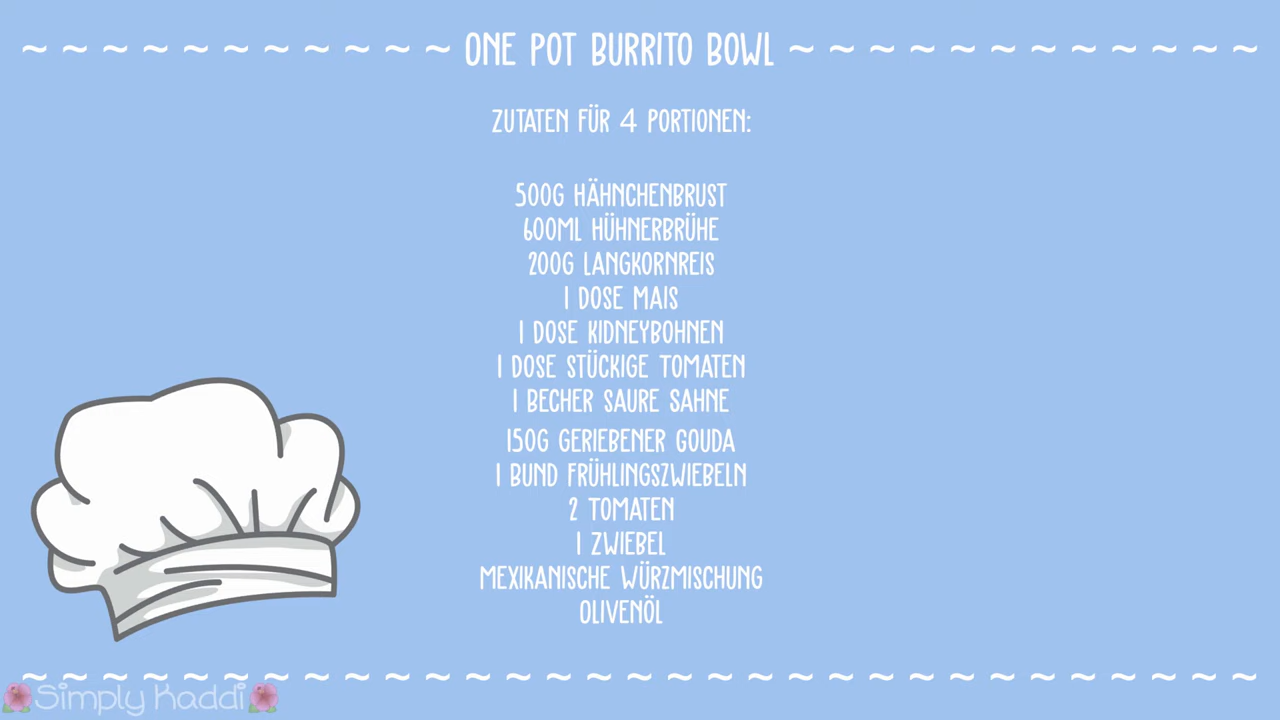 ~ ~ ~ ~ ~ ~ ~ ~ ~ ~ ~ ONE POT BURRITO BOWL ~ ~ ~ ~ ~ ~ ~ ~ ~ ~ ~ ~
ZUTATEN FÜR 4 PORTIONEN:
500G HÄHNCHENBRUST
600ML HÜHNERBRÜHE
200G LANGKORNREIS
1 DOSE MAIS
1 DOSE KIDNEYBOHNEN
1 DOSE STÜCKIGE TOMATEN
1 BECHER SAURE SAHNE
150G GERIEBENER GOUDA
1 BUND FRÜHLINGSZWIEBELN
2 TOMATEN
1 ZWIEBEL
MEXIKANISCHE WÜRZMISCHUNG
OLIVENÖL
Simply Kaddi